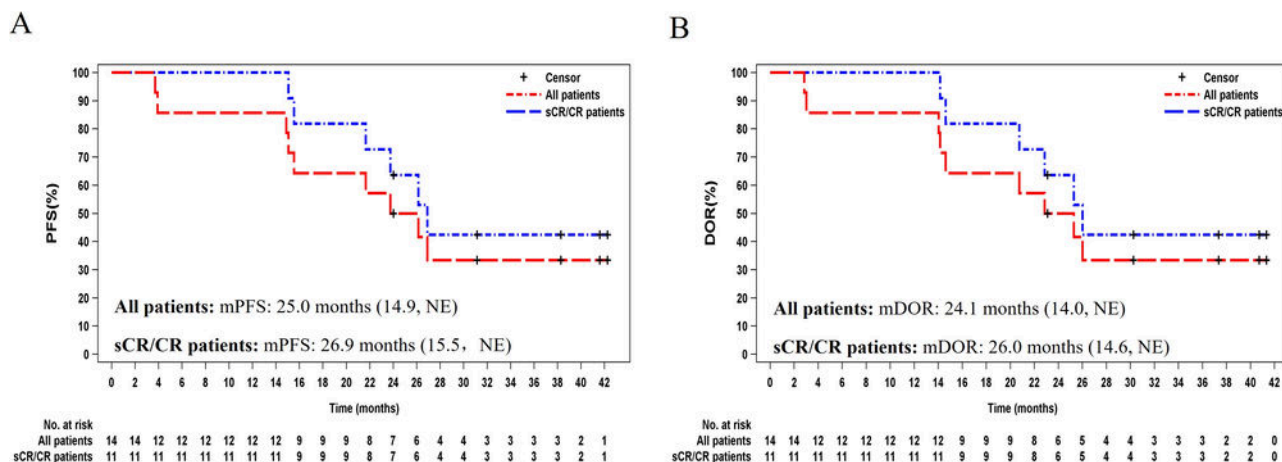 A
100
90
80
70
60
50
40
30
20
10
0
PFS(%)
Censor
All patients
sCR/CR patients
All patients: mPFS: 25.0 months (14.9, NE)
sCR/CR patients: mPFS: 26.9 months (15.5， NE)
0 2 4 6 8 10 12 14 16 18 20 22 24 26 28 30 32 34 36 38 40 42
Time (months)
No. at risk
All patients 14 14 12 12 12 12 12 12 9 9 9 8 7 6 4 4 3 3 3 3 2 1
sCR/CR patients 11 11 11 11 11 11 11 11 9 9 9 8 7 6 4 4 3 3 3 3 2 1
B
100
90
80
70
60
50
40
30
20
10
0
DOR(%)
Censor
All patients
sCR/CR patients
All patients: mDOR: 24.1 months (14.0, NE)
sCR/CR patients: mDOR: 26.0 months (14.6, NE)
0 2 4 6 8 10 12 14 16 18 20 22 24 26 28 30 32 34 36 38 40 42
Time (months)
No. at risk
All patients 14 14 12 12 12 12 12 12 9 9 9 8 6 5 4 4 3 3 3 2 2 0
sCR/CR patients 11 11 11 11 11 11 11 11 9 9 9 8 6 5 4 4 3 3 3 2 2 0